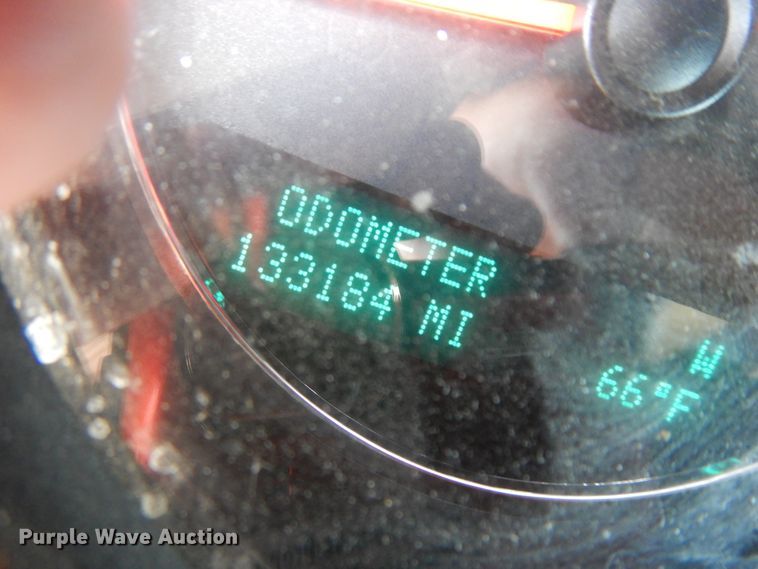 ODOMETER
133184 MI
66°F
Purple Wave Auction